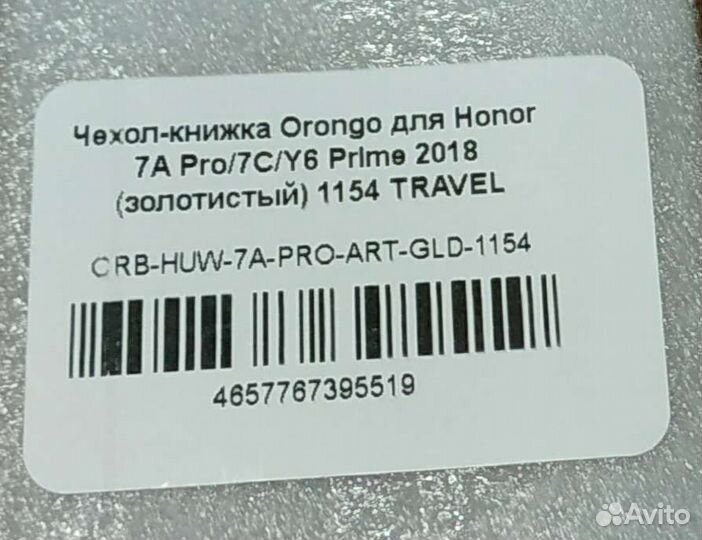 Чехол-книжка Orongo для Honor
7A Pro/7C/Y6 Prime 2018
(золотистый) 1154 TRAVEL
CRB-HUW-7A-PRO-ART-GLD-1154
4657767395519
Avito